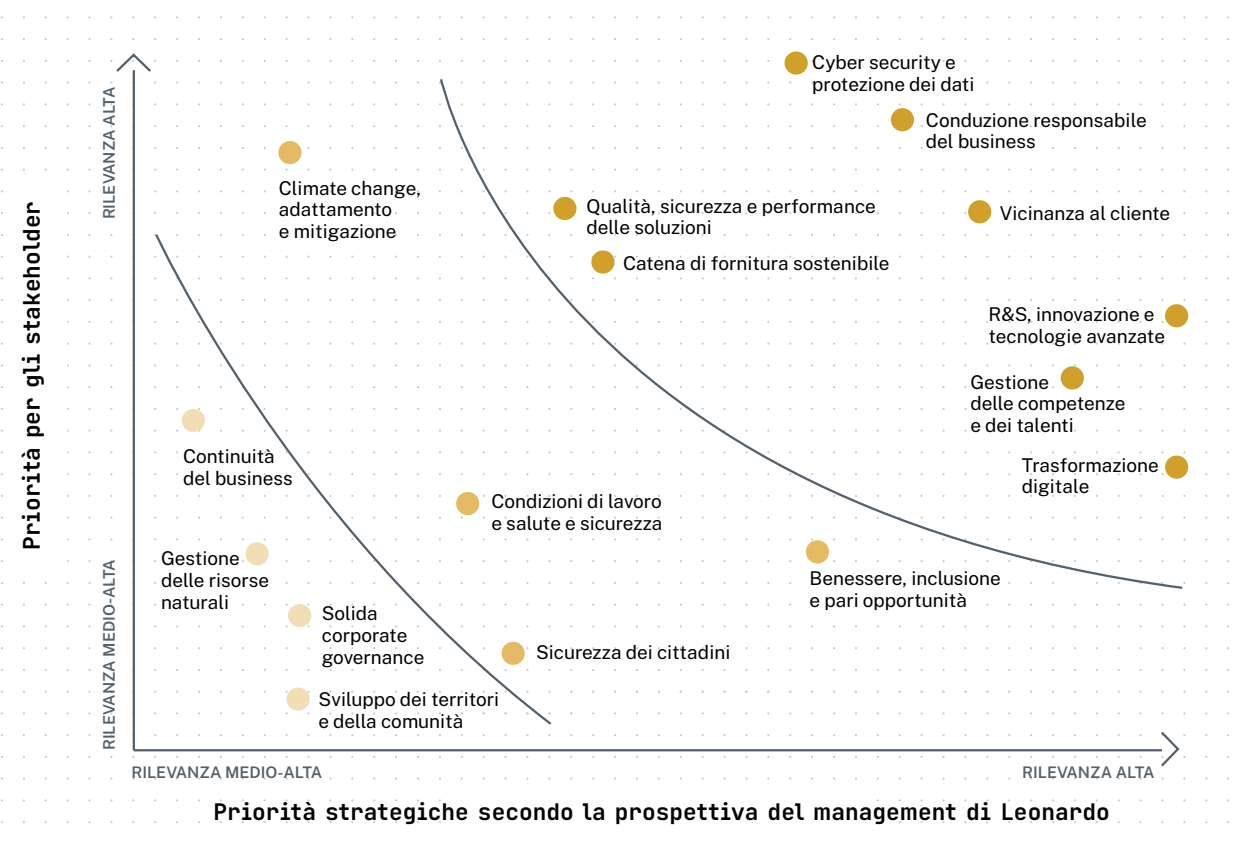 Cyber security e
protezione dei dati
Conduzione responsabile
del business
RILEVANZA ALTA
Climate change,
adattamento
e mitigazione
Qualità, sicurezza e performance
delle soluzioni
Vicinanza al cliente
Catena di fornitura sostenibile
R&S, innovazione e
tecnologie avanzate
Priorità per gli stakeholder
Gestione
delle competenze
e dei talenti
Continuità
del business
Trasformazione
digitale
Condizioni di lavoro
e salute e sicurezza
Gestione
delle risorse
naturali
Benessere, inclusione
e pari opportunità
Solida
corporate
governance
RILEVANZA MEDIO-ALTA
Sicurezza dei cittadini
Sviluppo dei territori
e della comunità
RILEVANZA MEDIO-ALTA
RILEVANZA ALTA
Priorità strategiche secondo la prospettiva del management di Leonardo